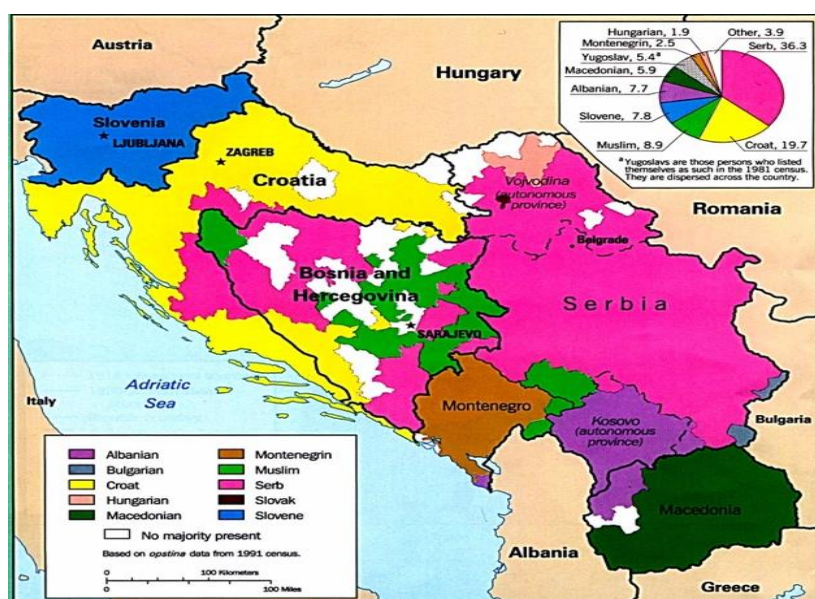 Austria
Hungary
Hungarian, 1.9
Other, 3.9
Montenegrin, 2.5
Serb, 36.3
Yugoslav, 5.4ª
Macedonian, 5.9
Albanian, 7.7
Slovene, 7.8
Muslim, 8.9
Croat, 19.7
ª Yugoslavs are those persons who listed
themselves as such in the 1981 census.
They are dispersed across the country.
Slovenia
LJUBLJANA
ZAGREB
Croatia
Vojvodina
(autonomous
province)
Romania
Belgrade
Bosnia and
Hercegovina
Serbia
SARAJEVO
Adriatic
Sea
Italy
Montenegro
Kosovo
(autonomous
province)
Bulgaria
Macedonia
Albania
Greece
Albanian
Bulgarian
Croat
Hungarian
Macedonian
Montenegrin
Muslim
Serb
Slovak
Slovene
No majority present
Based on opština data from 1991 census.
0 100 Kilometers
0 100 Miles